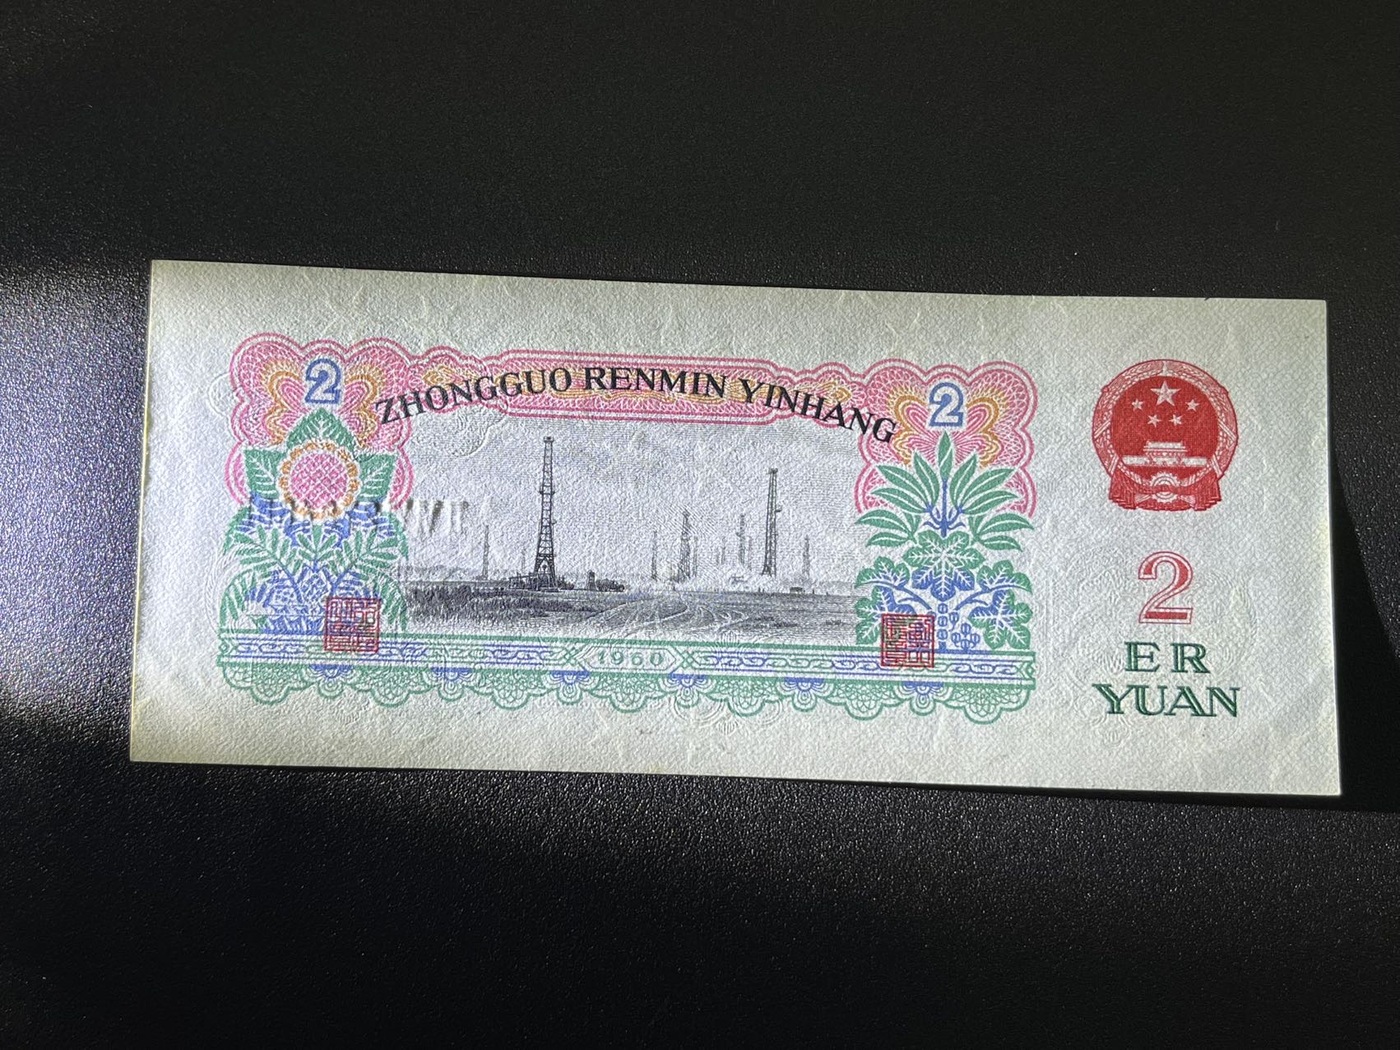 2
ZHONGGUO RENMIN YINHANG
2
1960
2
ER
YUAN